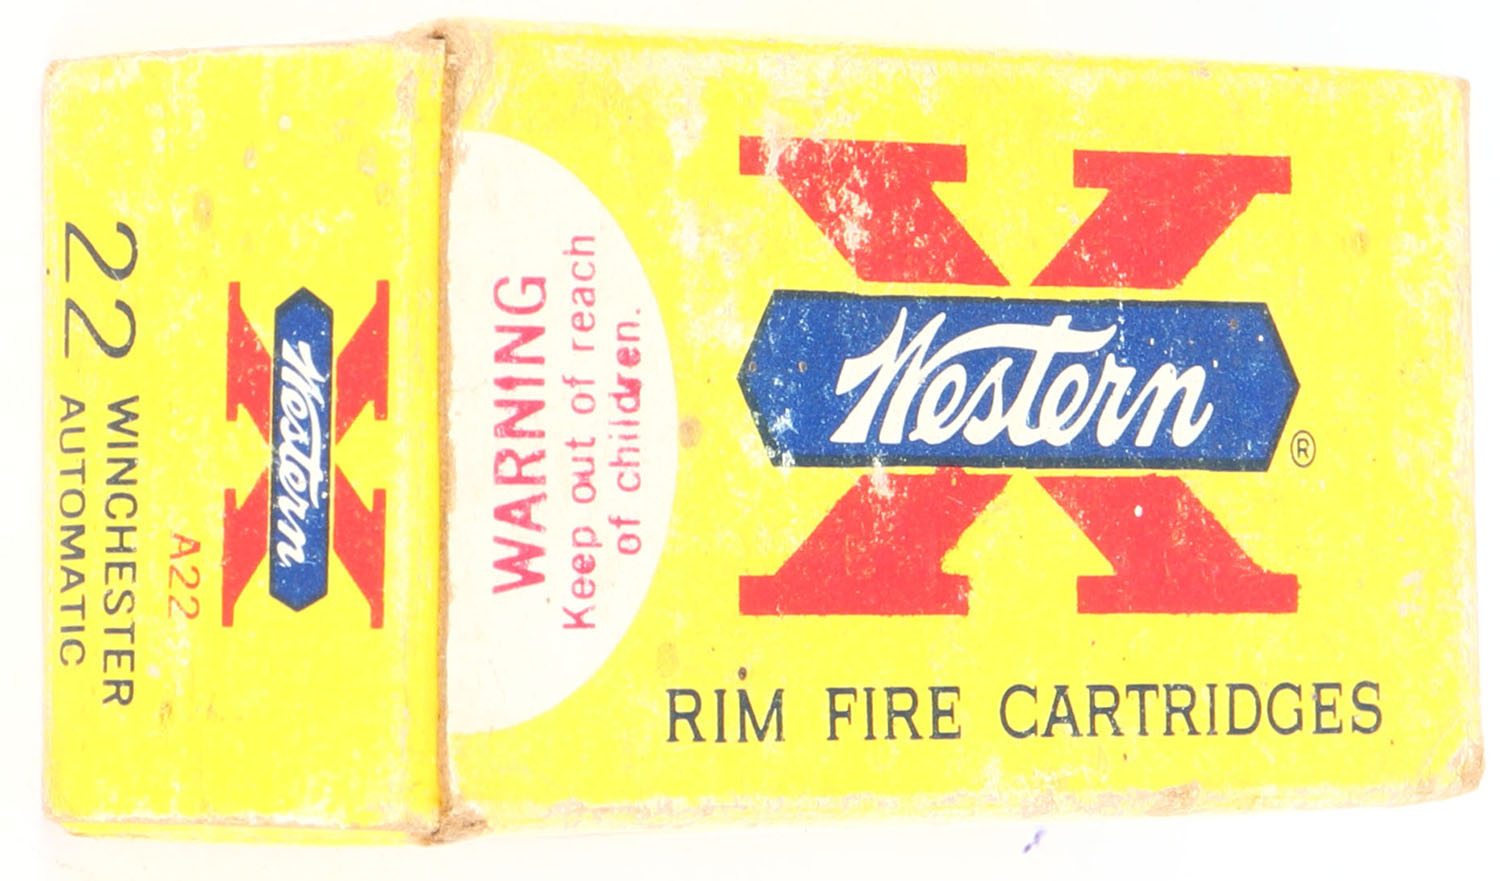 22 WINCHESTER
AUTOMATIC
A22
Western
X
WARNING
Keep out of reach
of children.
X
Western
®
RIM FIRE CARTRIDGES